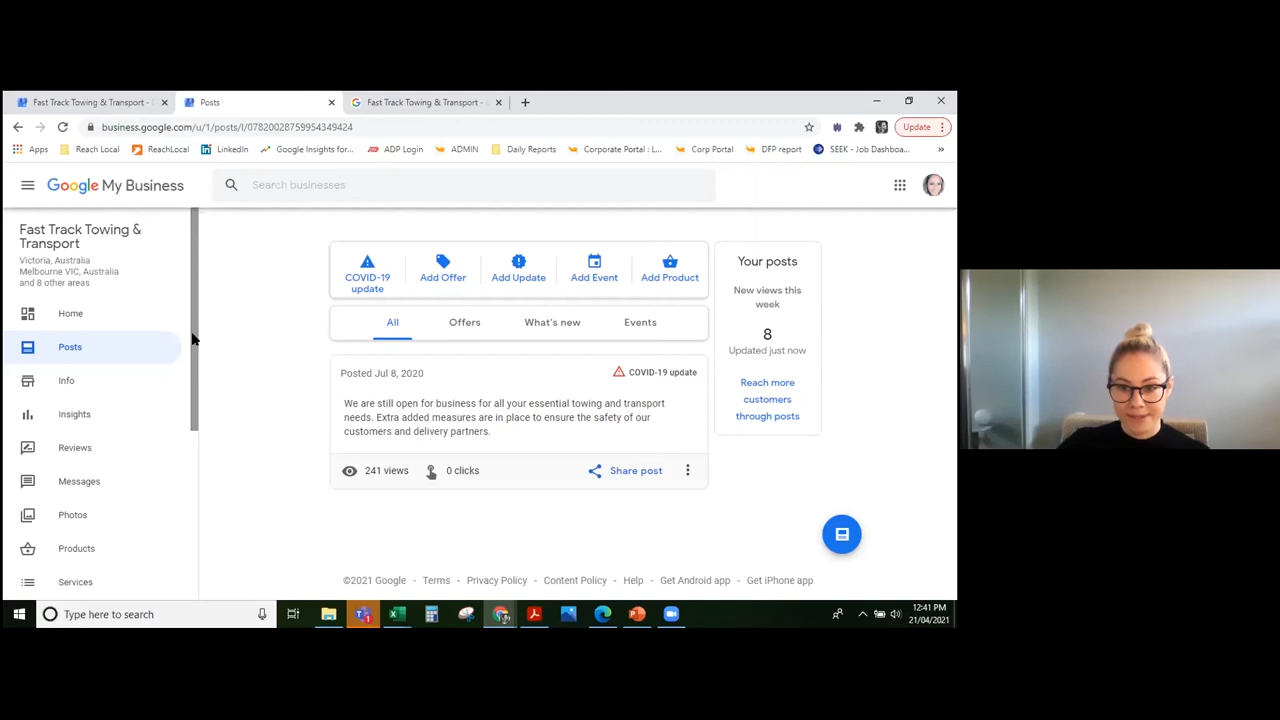 Fast Track Towing & Transport -
Posts
Fast Track Towing & Transport -
business.google.com/u/1/posts/l/07820028759954349424
Update
Apps
Reach Local
ReachLocal
LinkedIn
Google Insights for...
ADP Login
ADMIN
Daily Reports
Corporate Portal : L...
Corp Portal
DFP report
SEEK - Job Dashboa...
»
Google My Business
Search businesses
Fast Track Towing &
Transport
Victoria, Australia
Melbourne VIC, Australia
and 8 other areas
Home
Posts
Info
Insights
Reviews
Messages
Photos
Products
Services
COVID-19
update
Add Offer
Add Update
Add Event
Add Product
All
Offers
What's new
Events
Posted Jul 8, 2020
COVID-19 update
We are still open for business for all your essential towing and transport
needs. Extra added measures are in place to ensure the safety of our
customers and delivery partners.
241 views
0 clicks
Share post
Your posts
New views this
week
8
Updated just now
Reach more
customers
through posts
©2021 Google - Terms - Privacy Policy - Content Policy - Help - Get Android app - Get iPhone app
Type here to search
12:41 PM
21/04/2021